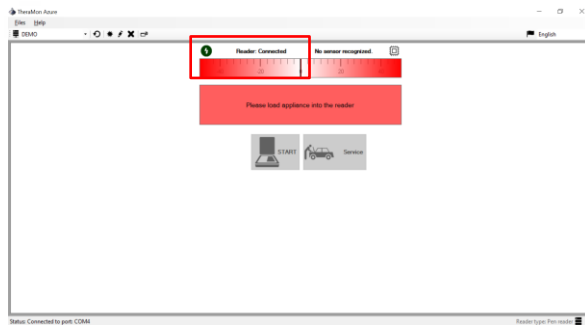 TheraMon Azure
Files Help
DEMO
English
Reader: Connected
No sensor recognized.
20
20
Please load appliance into the reader
START
Service
Status: Connected to port: COM4
Reader type: Pen reader